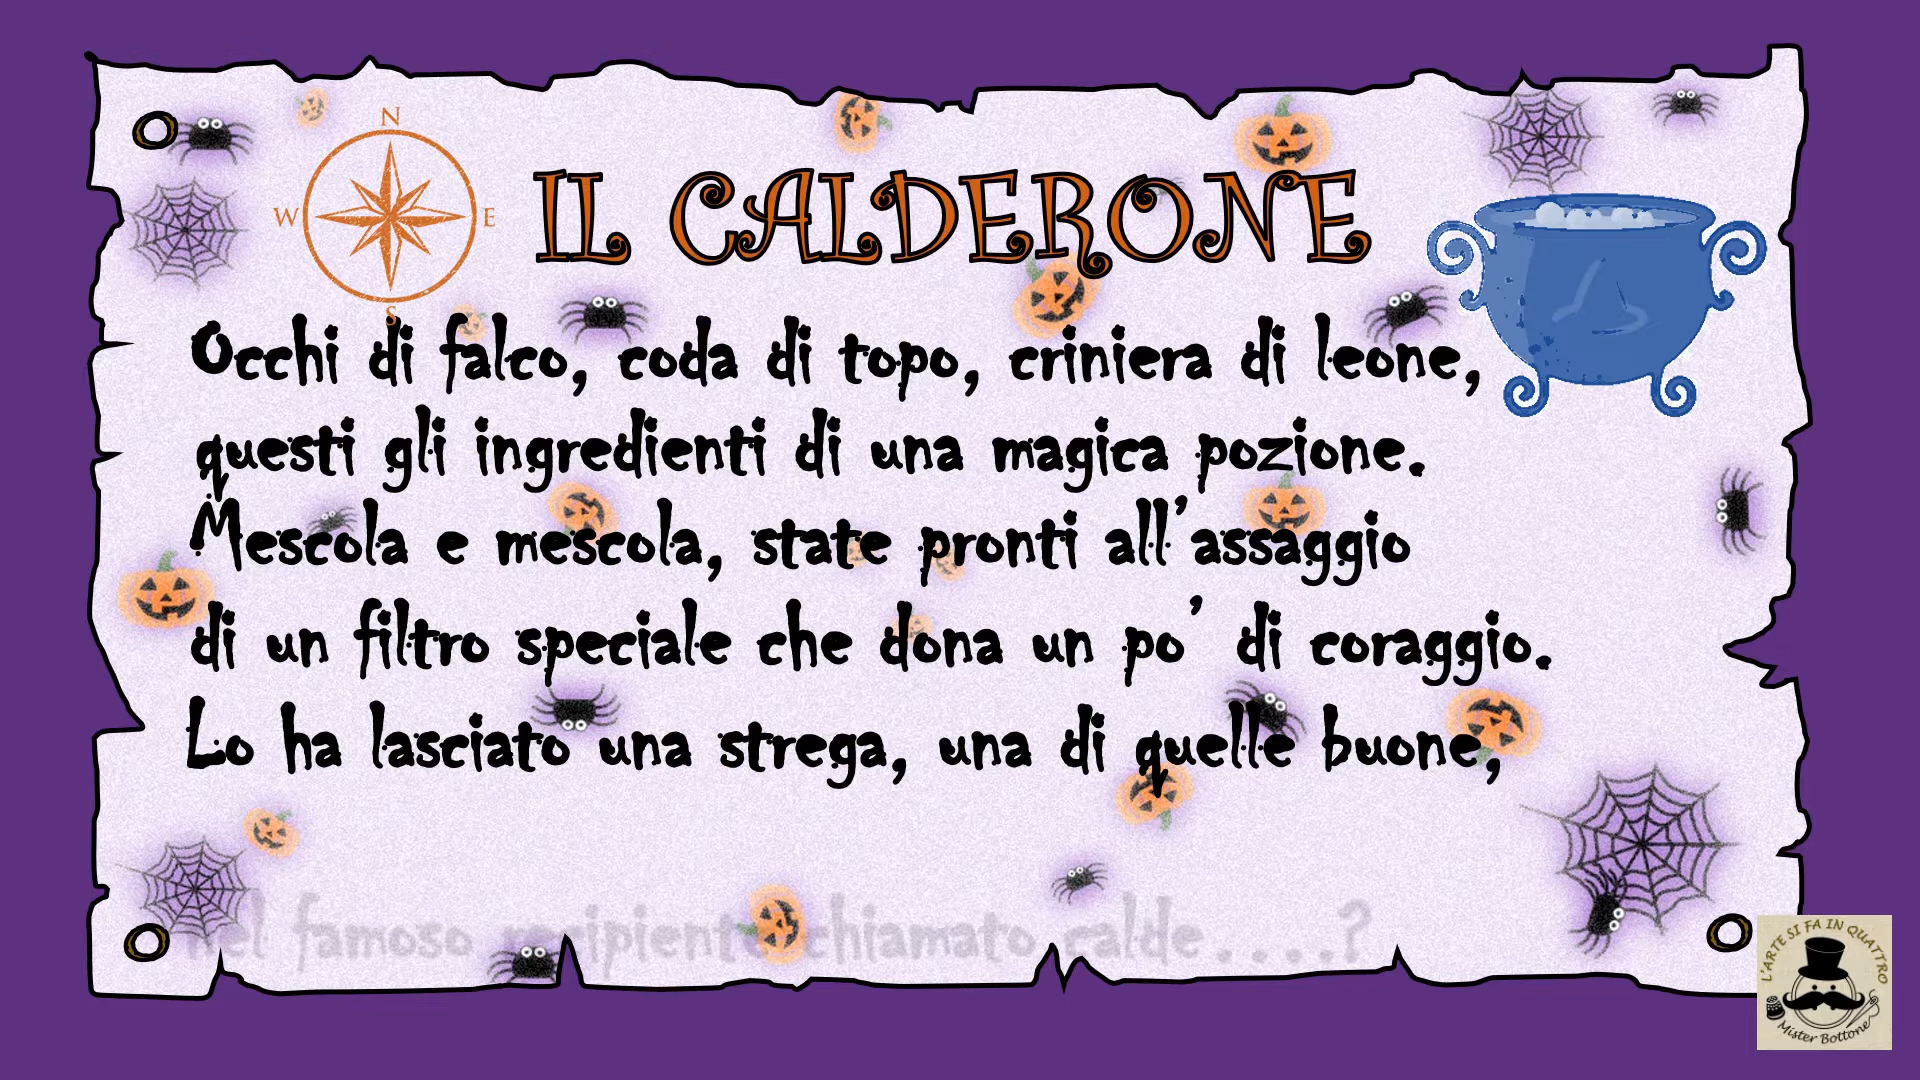 N
W E
S
IL CALDERONE
Occhi di falco, coda di topo, criniera di leone,
questi gli ingredienti di una magica pozione.
Mescola e mescola, state pronti all'assaggio
di un filtro speciale che dona un po' di coraggio.
Lo ha lasciato una strega, una di quelle buone,
nel famoso recipiente chiamato calde.....?
L'ARTE SI FA IN QUATTRO
Mister Bottone